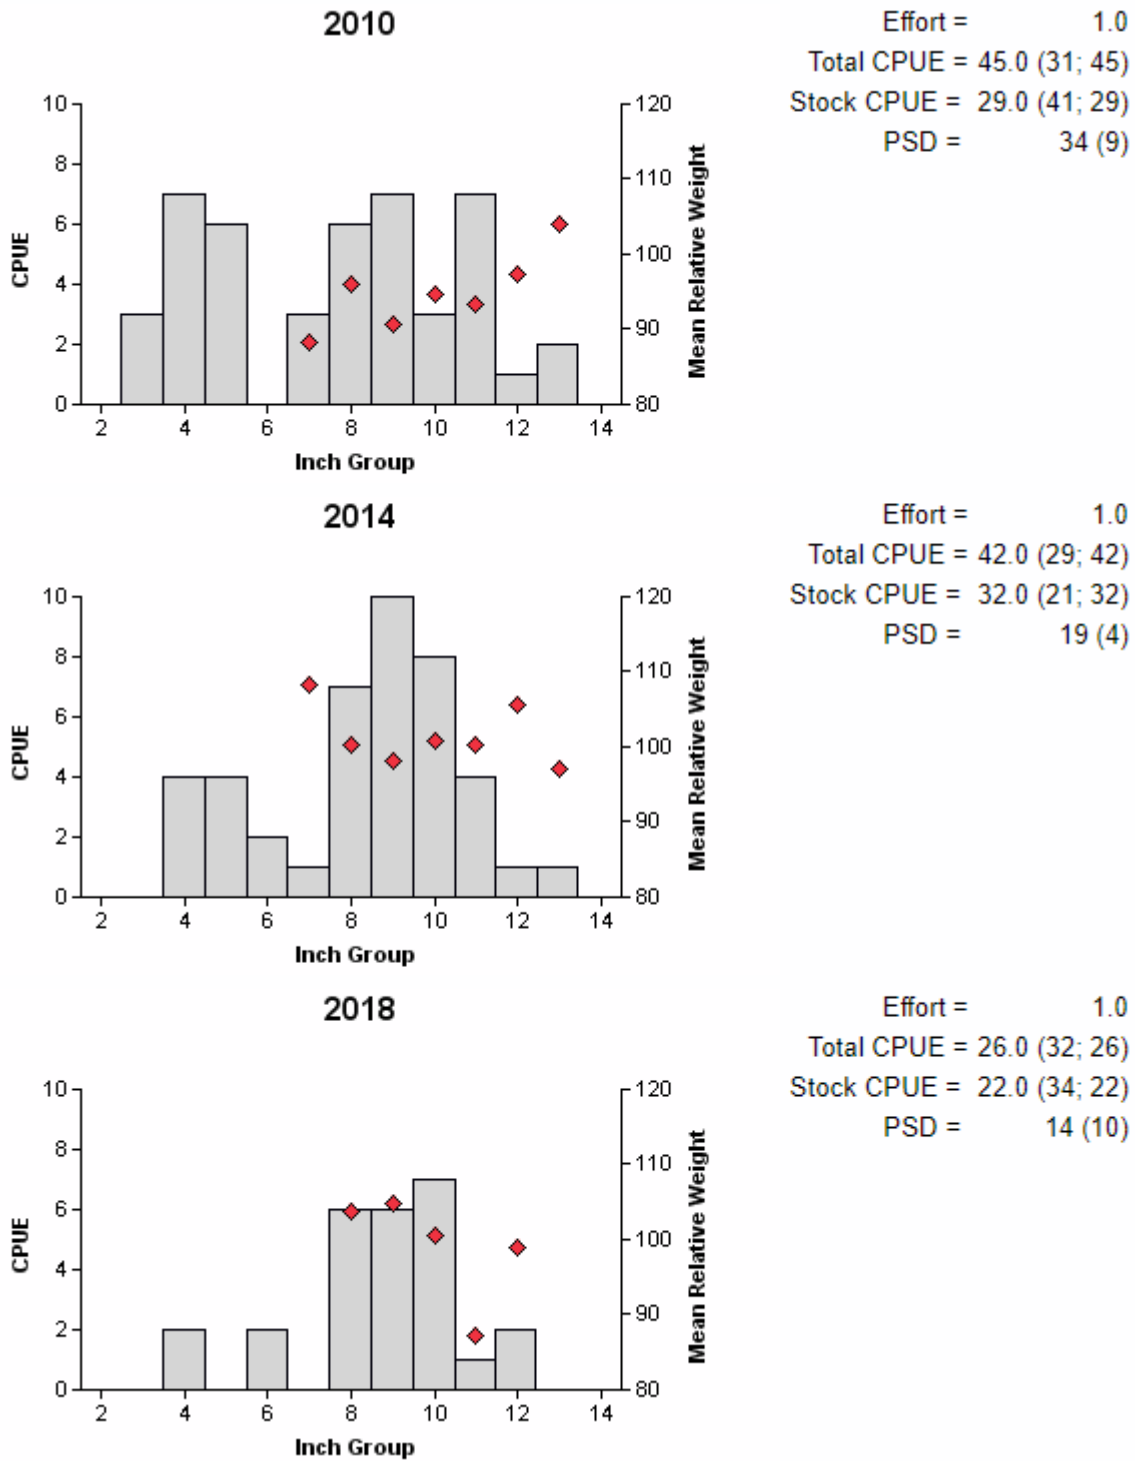 2010
Effort = 1.0
Total CPUE = 45.0 (31; 45)
Stock CPUE = 29.0 (41; 29)
PSD = 34 (9)
10 120
8 110
6 100
4
2 90
0 80
CPUE
Mean Relative Weight
2 4 6 8 10 12 14
Inch Group
2014
Effort = 1.0
Total CPUE = 42.0 (29; 42)
Stock CPUE = 32.0 (21; 32)
PSD = 19 (4)
10 120
8 110
6 100
4
2 90
0 80
CPUE
Mean Relative Weight
2 4 6 8 10 12 14
Inch Group
2018
Effort = 1.0
Total CPUE = 26.0 (32; 26)
Stock CPUE = 22.0 (34; 22)
PSD = 14 (10)
10 120
8 110
6 100
4
2 90
0 80
CPUE
Mean Relative Weight
2 4 6 8 10 12 14
Inch Group